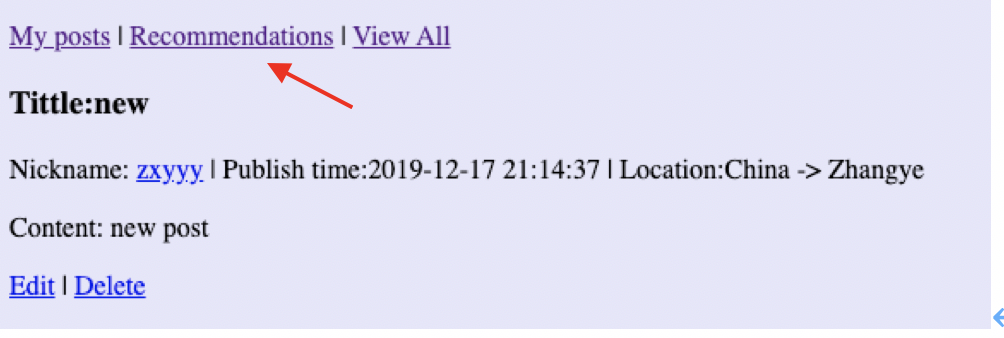 My posts | Recommendations | View All
Tittle:new
Nickname: zxyyy | Publish time:2019-12-17 21:14:37 | Location:China -> Zhangye
Content: new post
Edit | Delete